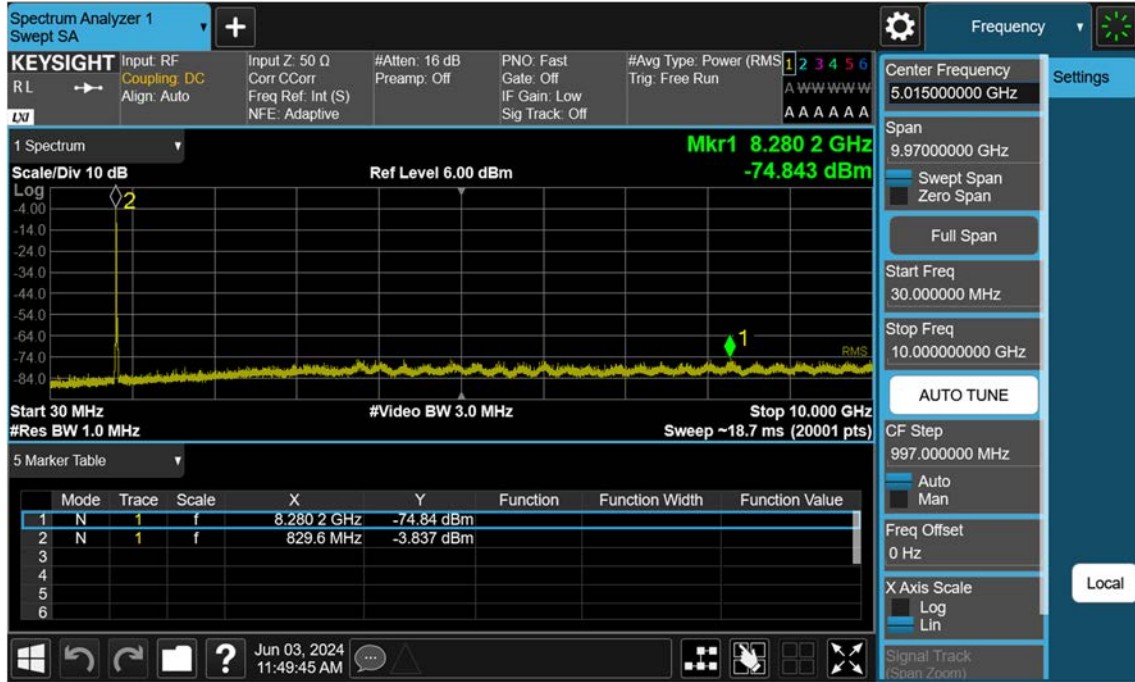 Spectrum Analyzer 1
Swept SA
+
Frequency
KEYSIGHT
RL
LXI
Input: RF
Coupling: DC
Align: Auto
Input Z: 50 Ω
Corr CCorr
Freq Ref: Int (S)
NFE: Adaptive
#Atten: 16 dB
Preamp: Off
PNO: Fast
Gate: Off
IF Gain: Low
Sig Track: Off
#Avg Type: Power (RMS
Trig: Free Run
1 2 3 4 5 6
A W W W W W
A A A A A A
1 Spectrum
Scale/Div 10 dB
Ref Level 6.00 dBm
Mkr1 8.280 2 GHz
-74.843 dBm
Log
-4.00
-14.0
-24.0
-34.0
-44.0
-54.0
-64.0
-74.0
-84.0
2
1
RMS
Start 30 MHz
#Video BW 3.0 MHz
Stop 10.000 GHz
#Res BW 1.0 MHz
Sweep ~18.7 ms (20001 pts)
5 Marker Table
Mode Trace Scale X Y Function Function Width Function Value
1 N 1 f 8.280 2 GHz -74.84 dBm
2 N 1 f 829.6 MHz -3.837 dBm
3
4
5
6
?
Jun 03, 2024
11:49:45 AM
Center Frequency
5.015000000 GHz
Span
9.97000000 GHz
Swept Span
Zero Span
Full Span
Start Freq
30.000000 MHz
Stop Freq
10.000000000 GHz
AUTO TUNE
CF Step
997.000000 MHz
Auto
Man
Freq Offset
0 Hz
X Axis Scale
Log
Lin
Signal Track
(Span Zoom)
Settings
Local